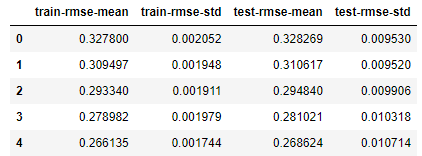 train-rmse-mean train-rmse-std test-rmse-mean test-rmse-std
0 0.327800 0.002052 0.328269 0.009530
1 0.309497 0.001948 0.310617 0.009520
2 0.293340 0.001911 0.294840 0.009906
3 0.278982 0.001979 0.281021 0.010318
4 0.266135 0.001744 0.268624 0.010714